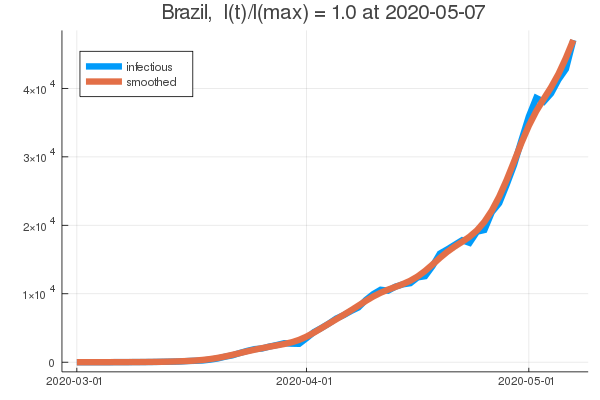 Brazil, I(t)/I(max) = 1.0 at 2020-05-07
infectious
smoothed
4×10 4
3×10 4
2×10 4
1×10 4
0
2020-03-01
2020-04-01
2020-05-01